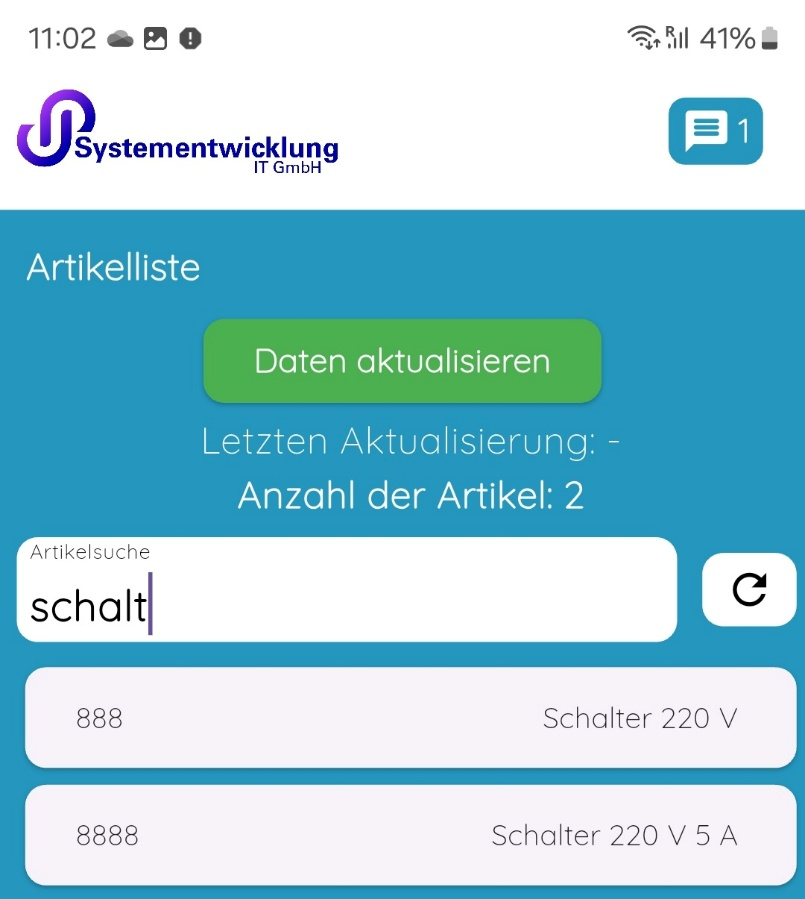 11:02 R 41%
Systementwicklung
IT GmbH
1
Artikelliste
Daten aktualisieren
Letzten Aktualisierung: -
Anzahl der Artikel: 2
Artikelsuche
schalt
888 Schalter 220 V
8888 Schalter 220 V 5 A